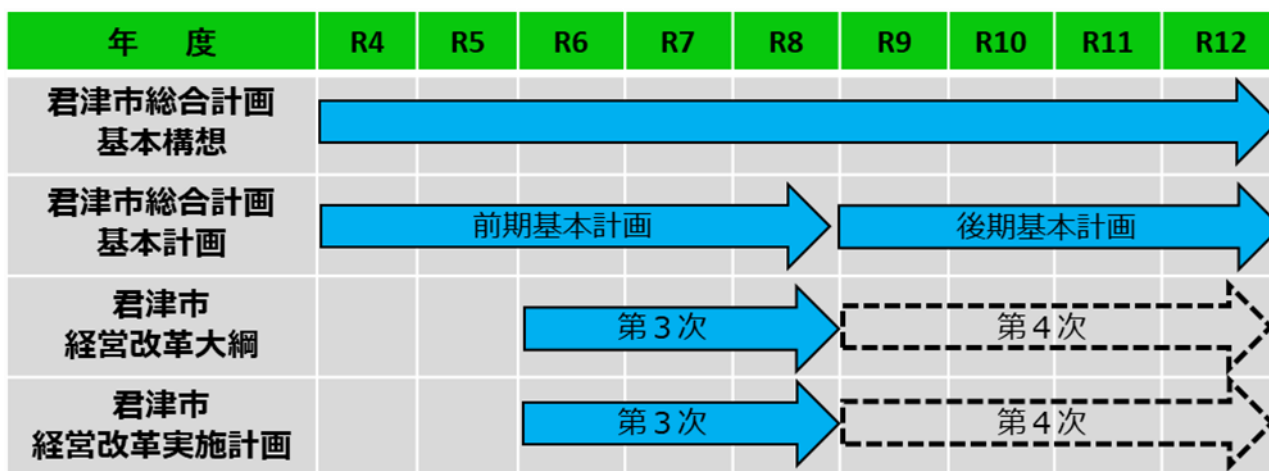 年 度 R4 R5 R6 R7 R8 R9 R10 R11 R12
君津市総合計画
基本構想
君津市総合計画
基本計画
前期基本計画 後期基本計画
君津市
経営改革大綱
第３次 第４次
君津市
経営改革実施計画
第３次 第４次